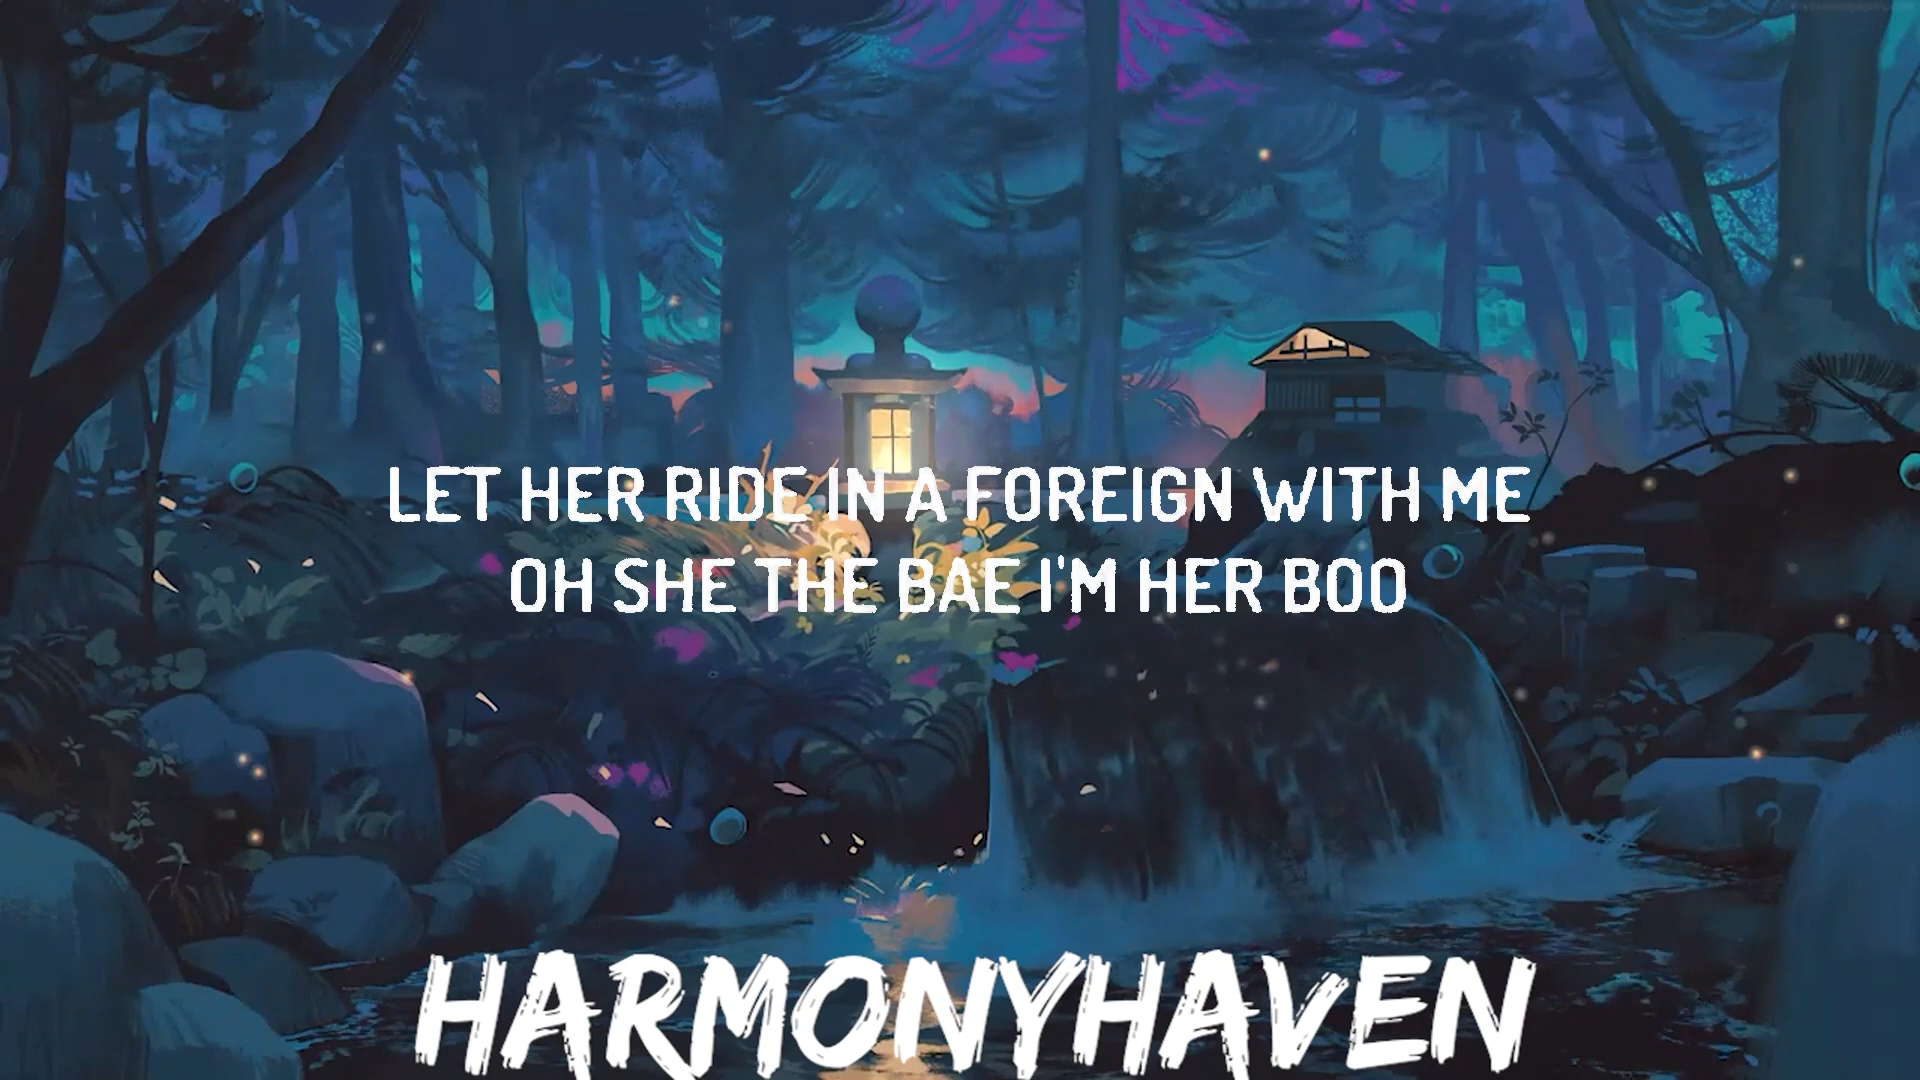 LET HER RIDE IN A FOREIGN WITH ME
OH SHE THE BAE I'M HER BOO
HARMONYHAVEN